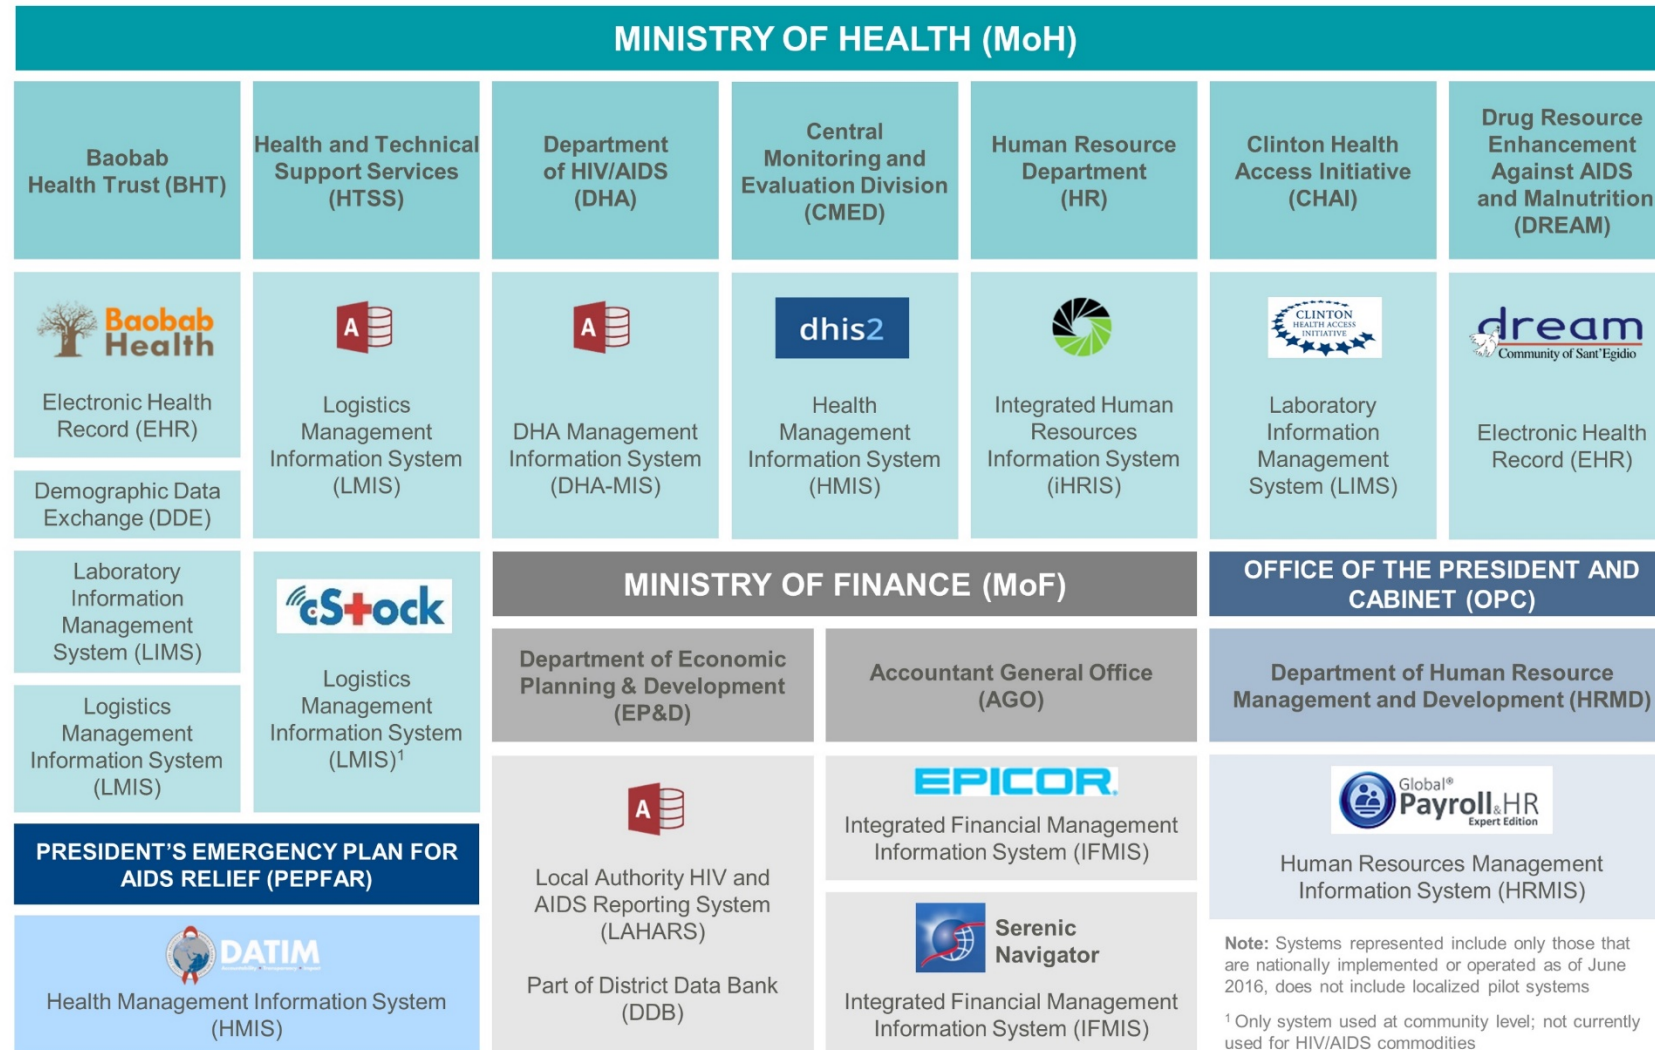 MINISTRY OF HEALTH (MoH)
Baobab
Health Trust (BHT)
Health and Technical
Support Services
(HTSS)
Department
of HIV/AIDS
(DHA)
Central
Monitoring and
Evaluation Division
(CMED)
Human Resource
Department
(HR)
Clinton Health
Access Initiative
(CHAI)
Drug Resource
Enhancement
Against AIDS
and Malnutrition
(DREAM)
Baobab
Health
Electronic Health
Record (EHR)
Demographic Data
Exchange (DDE)
Laboratory
Information
Management
System (LIMS)
Logistics
Management
Information System
(LMIS)
A
Logistics
Management
Information System
(LMIS)
cStock
Logistics
Management
Information System
(LMIS)¹
A
DHA Management
Information System
(DHA-MIS)
dhis2
Health
Management
Information System
(HMIS)
Integrated Human
Resources
Information System
(iHRIS)
CLINTON
HEALTH ACCESS
INITIATIVE
Laboratory
Information
Management
System (LIMS)
dream
Community of Sant'Egidio
Electronic Health
Record (EHR)
PRESIDENT'S EMERGENCY PLAN FOR
AIDS RELIEF (PEPFAR)
DATIM
Accountability • Transparency • Impact
Health Management Information System
(HMIS)
MINISTRY OF FINANCE (MoF)
Department of Economic
Planning & Development
(EP&D)
A
Local Authority HIV and
AIDS Reporting System
(LAHARS)
Part of District Data Bank
(DDB)
Accountant General Office
(AGO)
EPICOR.
Integrated Financial Management
Information System (IFMIS)
Serenic
Navigator
Integrated Financial Management
Information System (IFMIS)
OFFICE OF THE PRESIDENT AND
CABINET (OPC)
Department of Human Resource
Management and Development (HRMD)
Global®
Payroll & HR
Expert Edition
Human Resources Management
Information System (HRMIS)
Note: Systems represented include only those that
are nationally implemented or operated as of June
2016, does not include localized pilot systems
¹ Only system used at community level; not currently
used for HIV/AIDS commodities